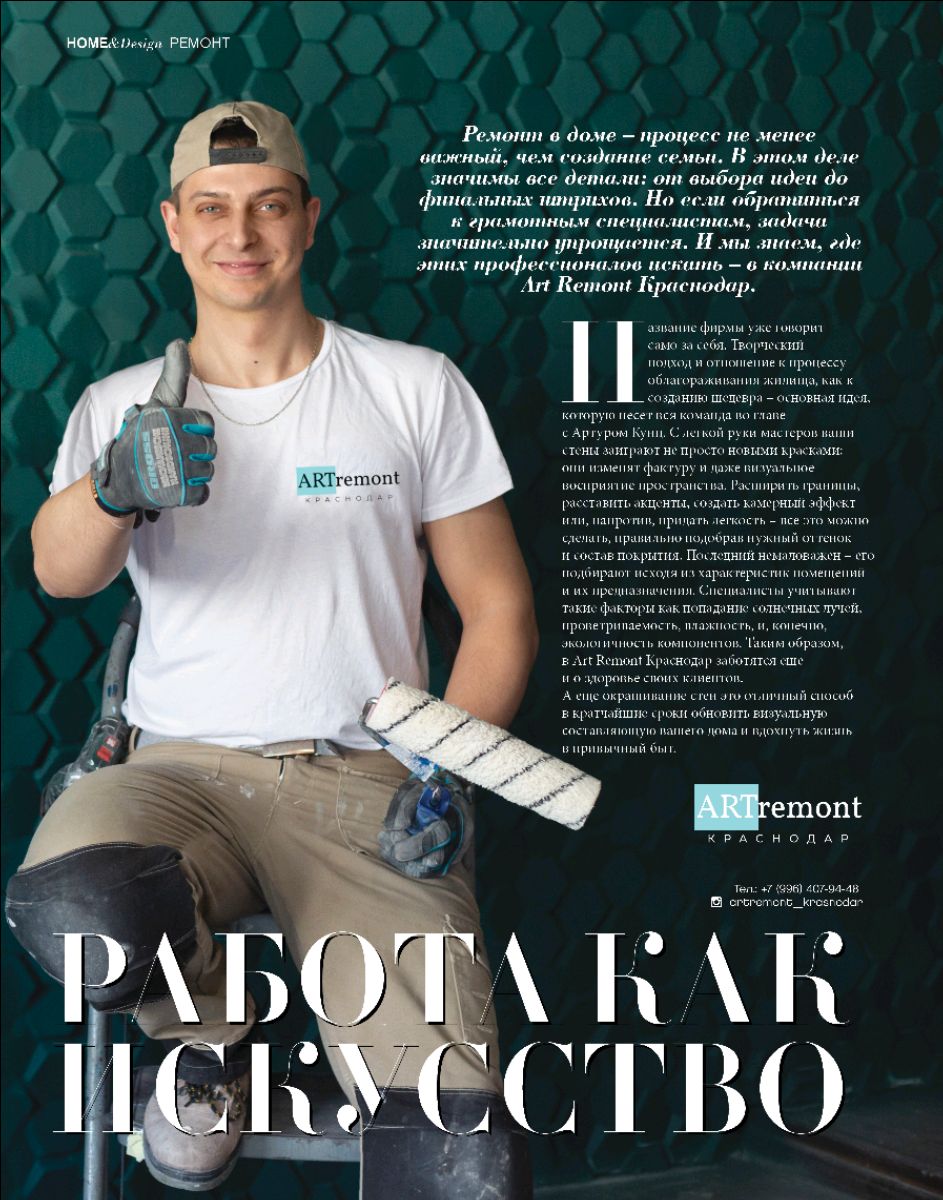 HOME&Design РЕМОНТ
Ремонт в доме – процесс не менее
важный, чем создание семьи. В этом деле
значимы все детали: от выбора идеи до
финальных штрихов. Но если обратиться
к грамотным специалистам, задача
значительно упрощается. И мы знаем, где
этих профессионалов искать – в компании
Art Remont Краснодар.
Название фирмы уже говорит
само за себя. Творческий
подход и отношение к процессу
облагораживания жилища, как к
созданию шедевра – основная идея,
которую несет вся команда во главе
с Артуром Кунц. С легкой руки мастеров ваши
стены заиграют не просто новыми красками:
они изменят фактуру и даже визуальное
восприятие пространства. Расширить границы,
расставить акценты, создать камерный эффект
или, напротив, придать легкость – все это можно
сделать, правильно подобрав нужный оттенок
и состав покрытия. Последний немаловажен – его
подбирают исходя из характеристик помещений
и их предназначения. Специалисты учитывают
такие факторы как попадание солнечных лучей,
проветриваемость, влажность, и, конечно,
экологичность компонентов. Таким образом,
в Art Remont Краснодар заботятся еще
и о здоровье своих клиентов.
А еще окрашивание стен это отличный способ
в кратчайшие сроки обновить визуальную
составляющую вашего дома и вдохнуть жизнь
в привычный быт.
ARTremont
КРАСНОДАР
ARTremont
КРАСНОДАР
Тел.: +7 (996) 407-94-48
artremont_krasnodar
РАБОТА КАК
ИСКУССТВО